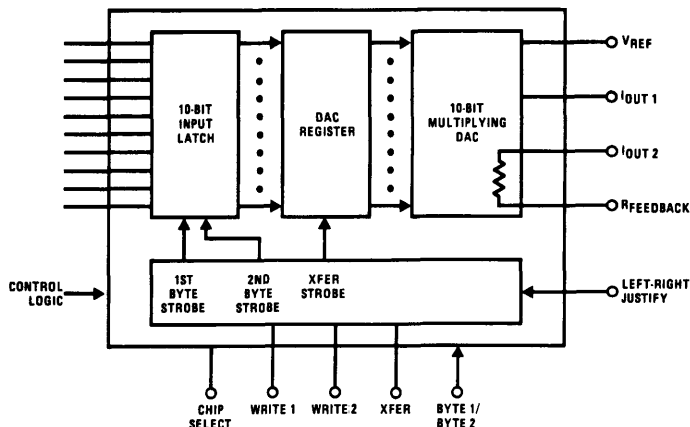 10-BIT
INPUT
LATCH
DAC
REGISTER
10-BIT
MULTIPLYING
DAC
VREF
IOUT 1
IOUT 2
RFEEDBACK
1ST
BYTE
STROBE
2ND
BYTE
STROBE
XFER
STROBE
CONTROL
LOGIC
LEFT-RIGHT
JUSTIFY
CHIP
SELECT
WRITE 1
WRITE 2
XFER
BYTE 1/
BYTE 2